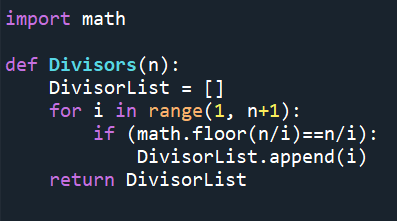 import math

def Divisors(n):
    DivisorList = []
    for i in range(1, n+1):
        if (math.floor(n/i)==n/i):
            DivisorList.append(i)
    return DivisorList